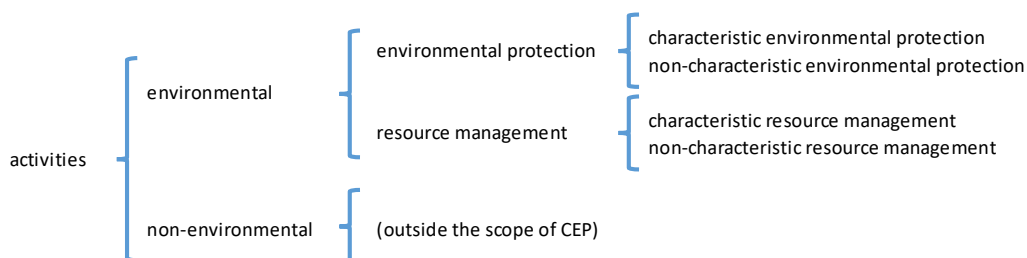 characteristic environmental protection
environmental protection
non-characteristic environmental protection
environmental
characteristic resource management
resource management
non-characteristic resource management
activities
non-environmental
(outside the scope of CEP)